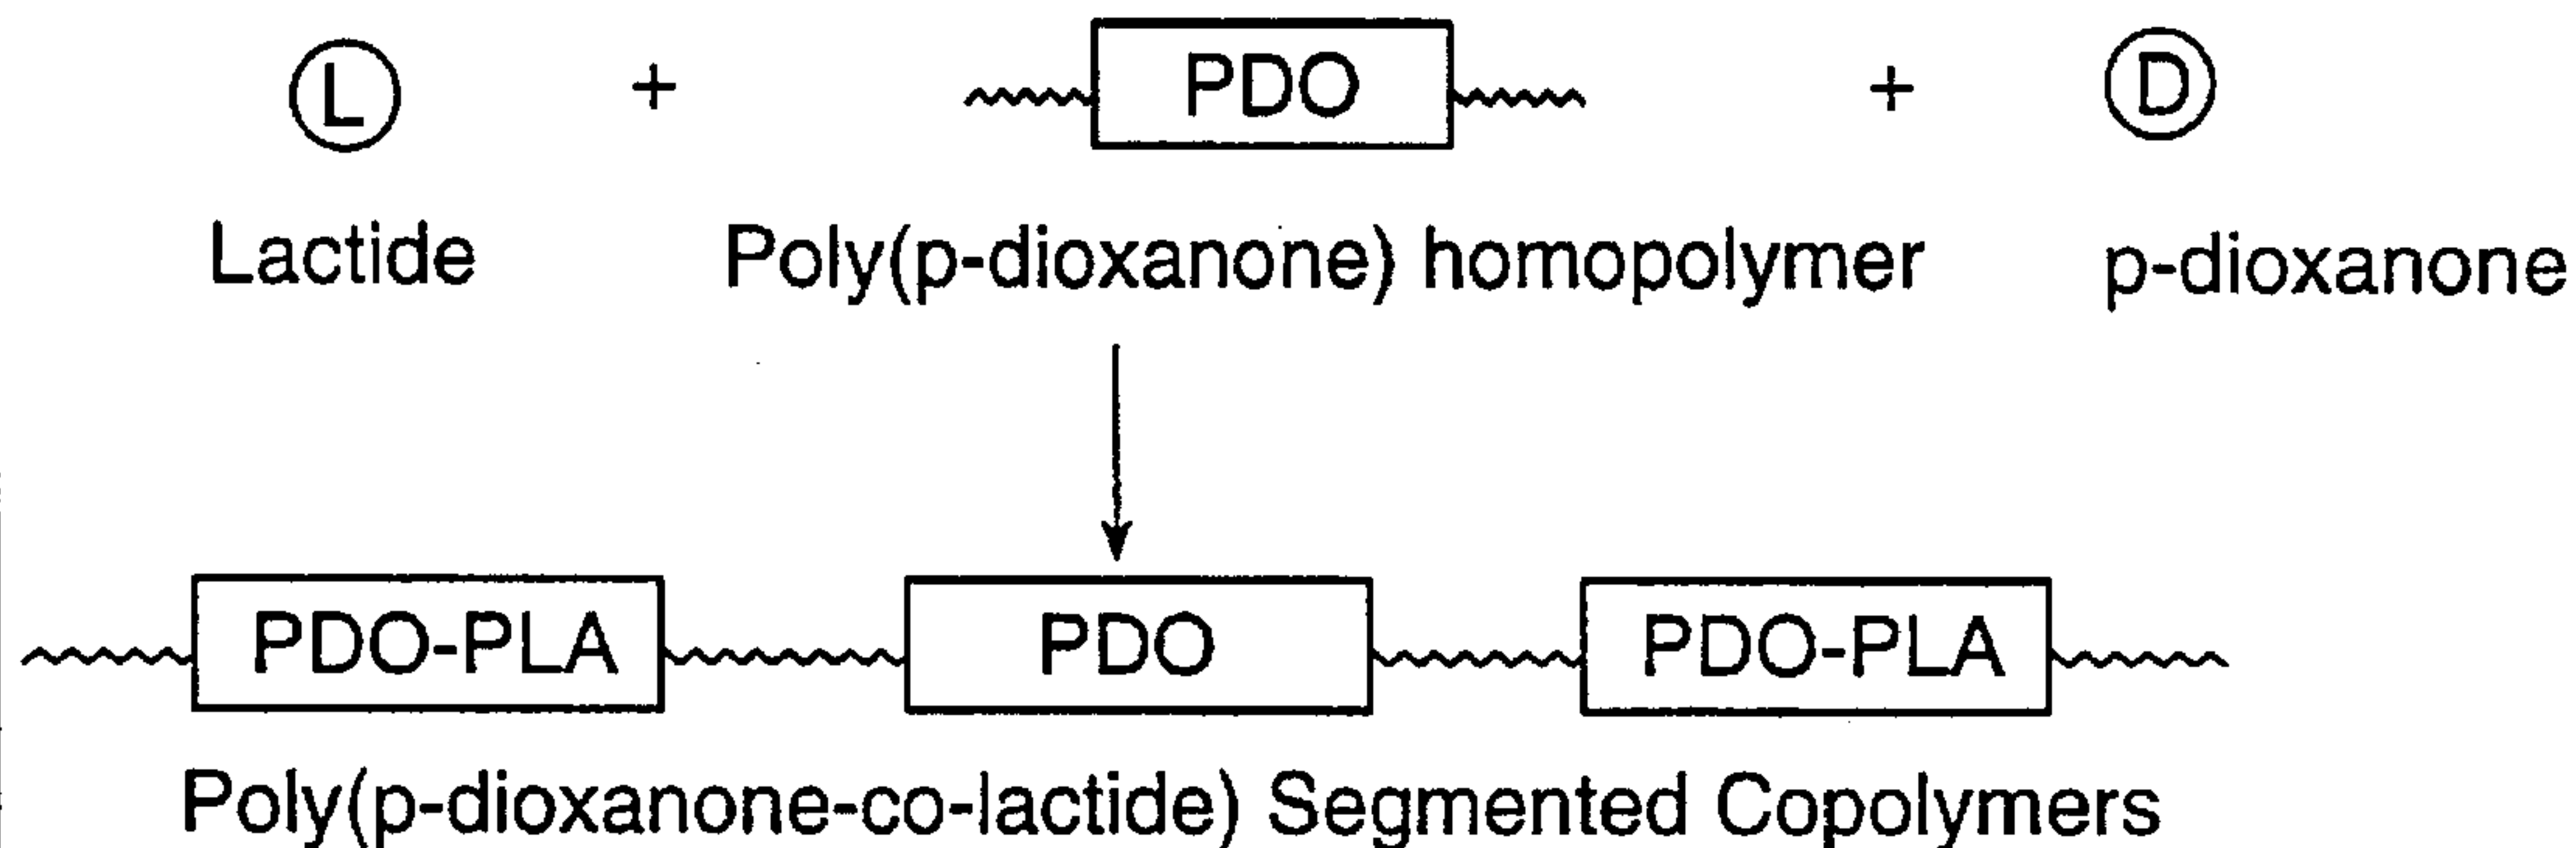 L + PDO + D
Lactide Poly(p-dioxanone) homopolymer p-dioxanone
PDO-PLA PDO PDO-PLA
Poly(p-dioxanone-co-lactide) Segmented Copolymers